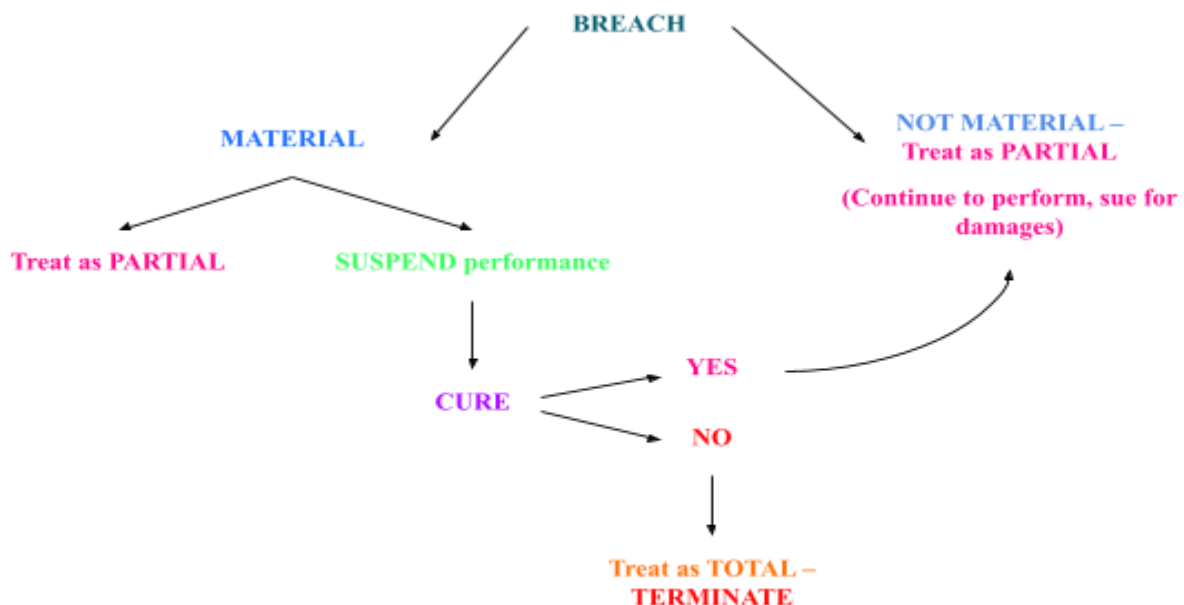 BREACH
MATERIAL
NOT MATERIAL –
Treat as PARTIAL
(Continue to perform, sue for
damages)
Treat as PARTIAL
SUSPEND performance
CURE
YES
NO
Treat as TOTAL –
TERMINATE